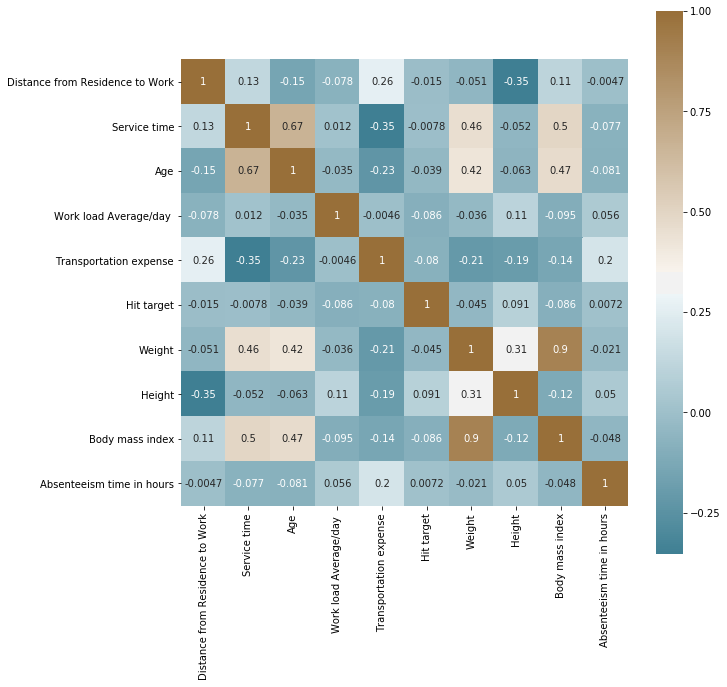 1.00
Distance from Residence to Work 1 0.13 -0.15 -0.078 0.26 -0.015 -0.051 -0.35 0.11 -0.0047
Service time 0.13 1 0.67 0.012 -0.35 -0.0078 0.46 -0.052 0.5 -0.077
0.75
Age -0.15 0.67 1 -0.035 -0.23 -0.039 0.42 -0.063 0.47 -0.081
Work load Average/day -0.078 0.012 -0.035 1 -0.0046 -0.086 -0.036 0.11 -0.095 0.056
0.50
Transportation expense 0.26 -0.35 -0.23 -0.0046 1 -0.08 -0.21 -0.19 -0.14 0.2
Hit target -0.015 -0.0078 -0.039 -0.086 -0.08 1 -0.045 0.091 -0.086 0.0072
0.25
Weight -0.051 0.46 0.42 -0.036 -0.21 -0.045 1 0.31 0.9 -0.021
Height -0.35 -0.052 -0.063 0.11 -0.19 0.091 0.31 1 -0.12 0.05
0.00
Body mass index 0.11 0.5 0.47 -0.095 -0.14 -0.086 0.9 -0.12 1 -0.048
Absenteeism time in hours -0.0047 -0.077 -0.081 0.056 0.2 0.0072 -0.021 0.05 -0.048 1
−0.25
Distance from Residence to Work
Service time
Age
Work load Average/day
Transportation expense
Hit target
Weight
Height
Body mass index
Absenteeism time in hours